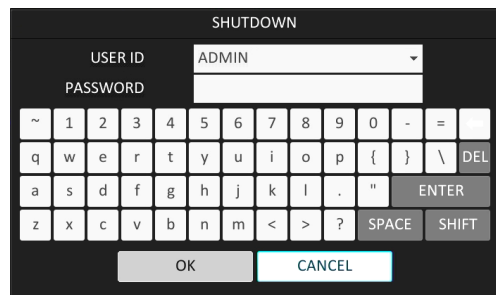 SHUTDOWN
USER ID ADMIN
PASSWORD
~ 1 2 3 4 5 6 7 8 9 0 - =
q w e r t y u i o p { } \ DEL
a s d f g h j k l . " ENTER
z x c v b n m < > ? SPACE SHIFT
OK CANCEL